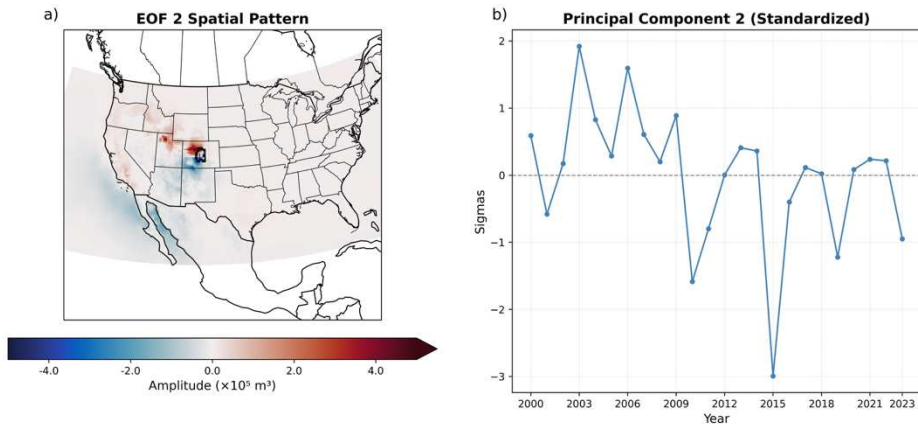 a)
EOF 2 Spatial Pattern
-4.0 -2.0 0.0 2.0 4.0
Amplitude (×10⁵ m³)
b)
Principal Component 2 (Standardized)
Sigmas
2
1
0
−1
−2
−3
2000 2003 2006 2009 2012 2015 2018 2021 2023
Year